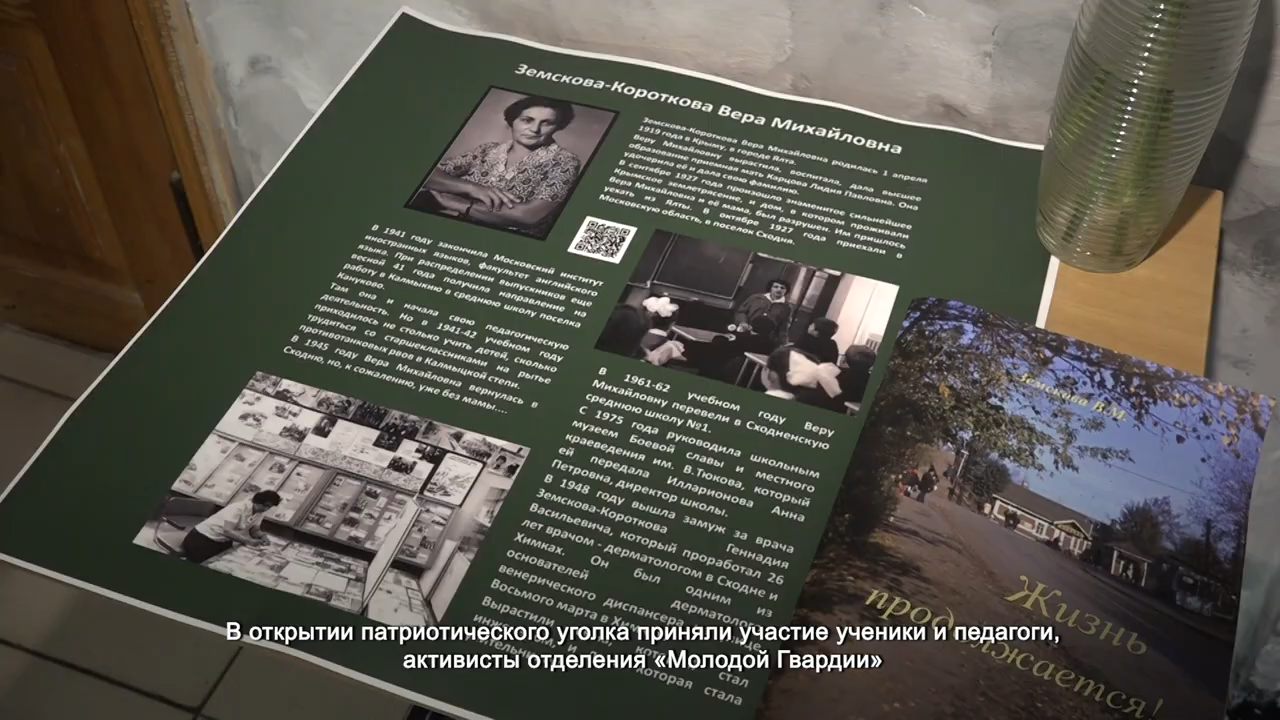 Земскова-Короткова Вера Михайловна
Земскова-Короткова Вера Михайловна родилась 1 апреля
1919 года в Крыму, в городе Ялта.
Веру Михайловну вырастила, воспитала, дала высшее
образование приемная мать Карцова Лидия Павловна. Она
удочерила её и дала свою фамилию.
В сентябре 1927 года произошло знаменитое сильнейшее
Крымское землетрясение, и дом, в котором проживали
Вера Михайловна и её мама, был разрушен. Им пришлось
уехать из Ялты. В октябре 1927 года приехали в
Московскую область, в поселок Сходня.
В 1941 году закончила Московский институт
иностранных языков, факультет английского
языка. При распределении выпускников еще
весной 41 года получила направление на
работу в Калмыкию в среднюю школу поселка
Кануково.
Там она и начала свою педагогическую
деятельность. Но в 1941-42 учебном году
приходилось не столько учить детей, сколько
трудиться со старшеклассниками на рытье
противотанковых рвов в Калмыцкой степи.
В 1945 году Вера Михайловна вернулась в
Сходню, но, к сожалению, уже без мамы....
В 1961-62 учебном году Веру
Михайловну перевели в Сходненскую
среднюю школу №1.
С 1975 года руководила школьным
музеем Боевой славы и местного
краеведения им. В.Тюкова, который
ей передала Илларионова Анна
Петровна, директор школы.
В 1948 году вышла замуж за врача
Земскова-Короткова Геннадия
Васильевича, который проработал 26
лет врачом - дерматологом в Сходне и
Химках. Он был одним из
основателей дерматолого-
венерического диспансера
Восьмого марта в
Вырастили
стал
которая стала
Земскова В.М.
Жизнь
продолжается!
В открытии патриотического уголка приняли участие ученики и педагоги,
активисты отделения «Молодой Гвардии»